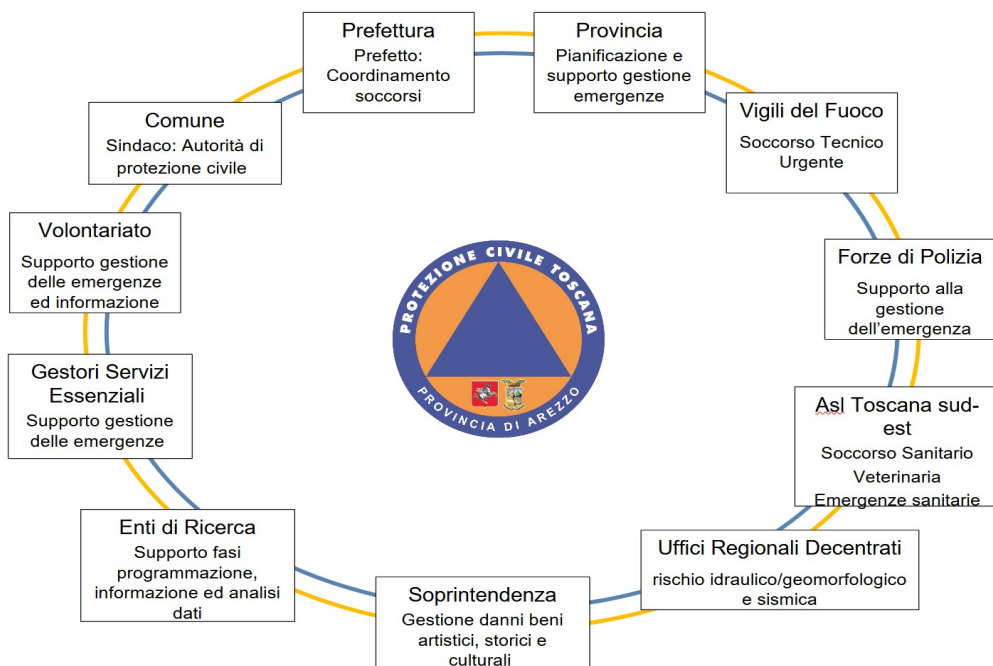 Prefettura
Prefetto:
Coordinamento
soccorsi
Provincia
Pianificazione e
supporto gestione
emergenze
Vigili del Fuoco
Soccorso Tecnico
Urgente
Forze di Polizia
Supporto alla
gestione
dell’emergenza
Asl Toscana sud-
est
Soccorso Sanitario
Veterinaria
Emergenze sanitarie
Uffici Regionali Decentrati
rischio idraulico/geomorfologico
e sismica
Soprintendenza
Gestione danni beni
artistici, storici e
culturali
Enti di Ricerca
Supporto fasi
programmazione,
informazione ed analisi
dati
Gestori Servizi
Essenziali
Supporto gestione
delle emergenze
Volontariato
Supporto gestione
delle emergenze
ed informazione
Comune
Sindaco: Autorità di
protezione civile
PROTEZIONE CIVILE TOSCANA
PROVINCIA DI AREZZO